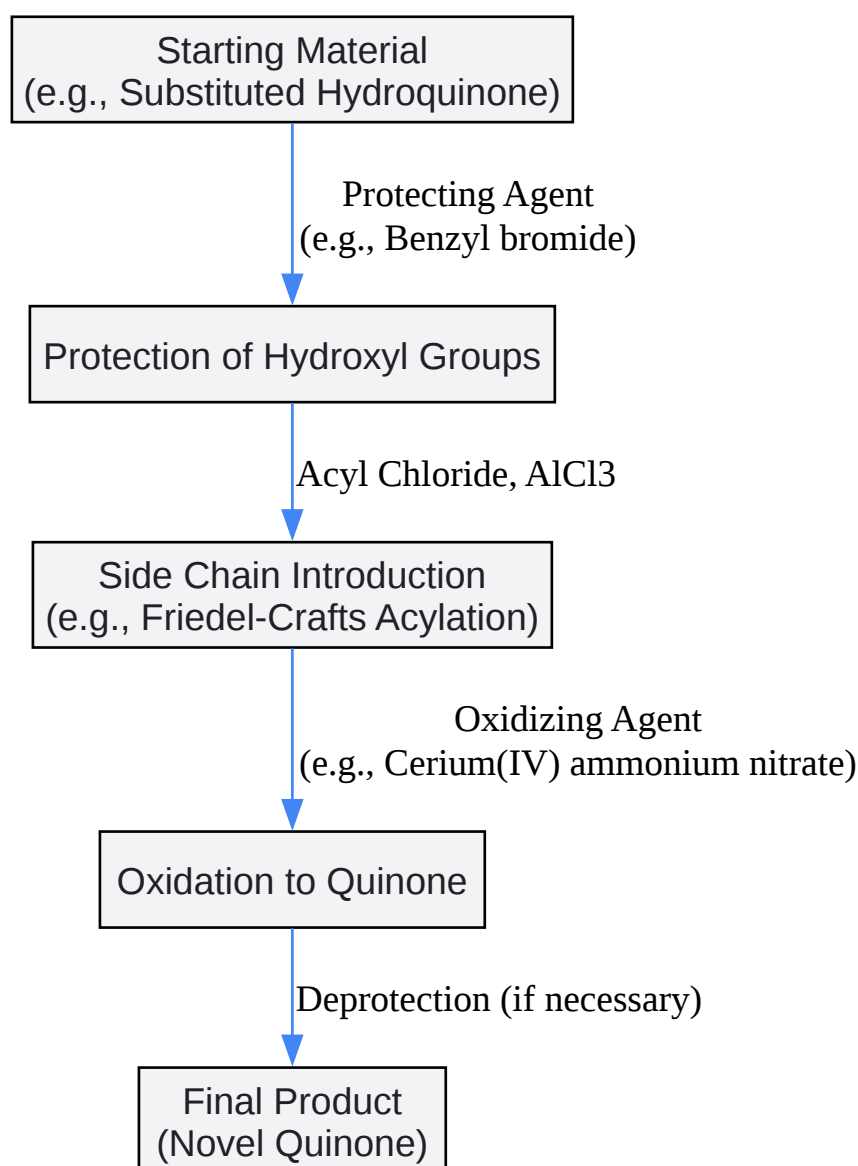 Starting Material
(e.g., Substituted Hydroquinone)
Protecting Agent
(e.g., Benzyl bromide)
Protection of Hydroxyl Groups
Acyl Chloride, AlCl3
Side Chain Introduction
(e.g., Friedel-Crafts Acylation)
Oxidizing Agent
(e.g., Cerium(IV) ammonium nitrate)
Oxidation to Quinone
Deprotection (if necessary)
Final Product
(Novel Quinone)